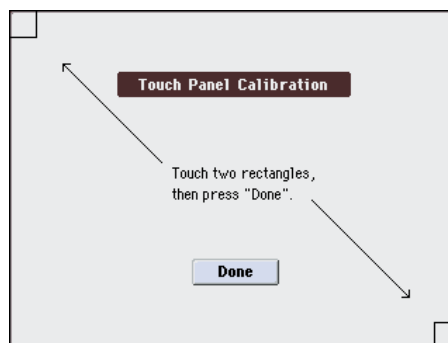 Touch Panel Calibration
Touch two rectangles,
then press "Done".
Done